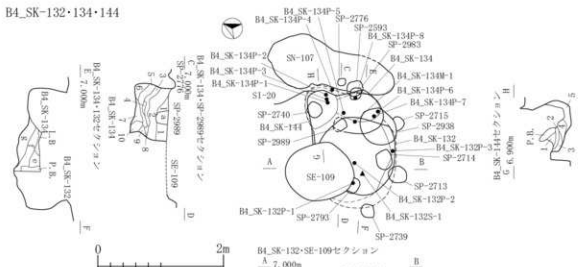 B4_SK-132・134・144
B4_SK-134P-5
B4_SK-134P-4
SP-2776
SP-2593
B4_SK-134P-8
SP-2983
B4_SK-134
B4_SK-134M-1
B4_SK-134P-6
B4_SK-134P-7
SP-2715
SP-2938
B4_SK-132
B4_SK-132P-3
SP-2714
SP-2713
B4_SK-132P-2
B4_SK-132S-1
SP-2739
SN-107
B4_SK-134P-2
B4_SK-134P-3
B4_SK-134P-1
S1-20
SP-2740
B4_SK-144
SP-2989
SE-109
B4_SK-132P-1
SP-2793
A
B
C
D
E
F
G
H
E 7.000m
B4_SK-134・132セクション
B4_SK-134
B4_SK-132
P.B.
C 7.000m
B4_SK-134・SP-2989セクション
SP-2776
SP-2989
B4_SK-134
SE-109
D
F
H
B4_SK-144セクション
G 6.900m
P.B.
0 2m
B4_SK-132・SE-109セクション
A 7.000m B